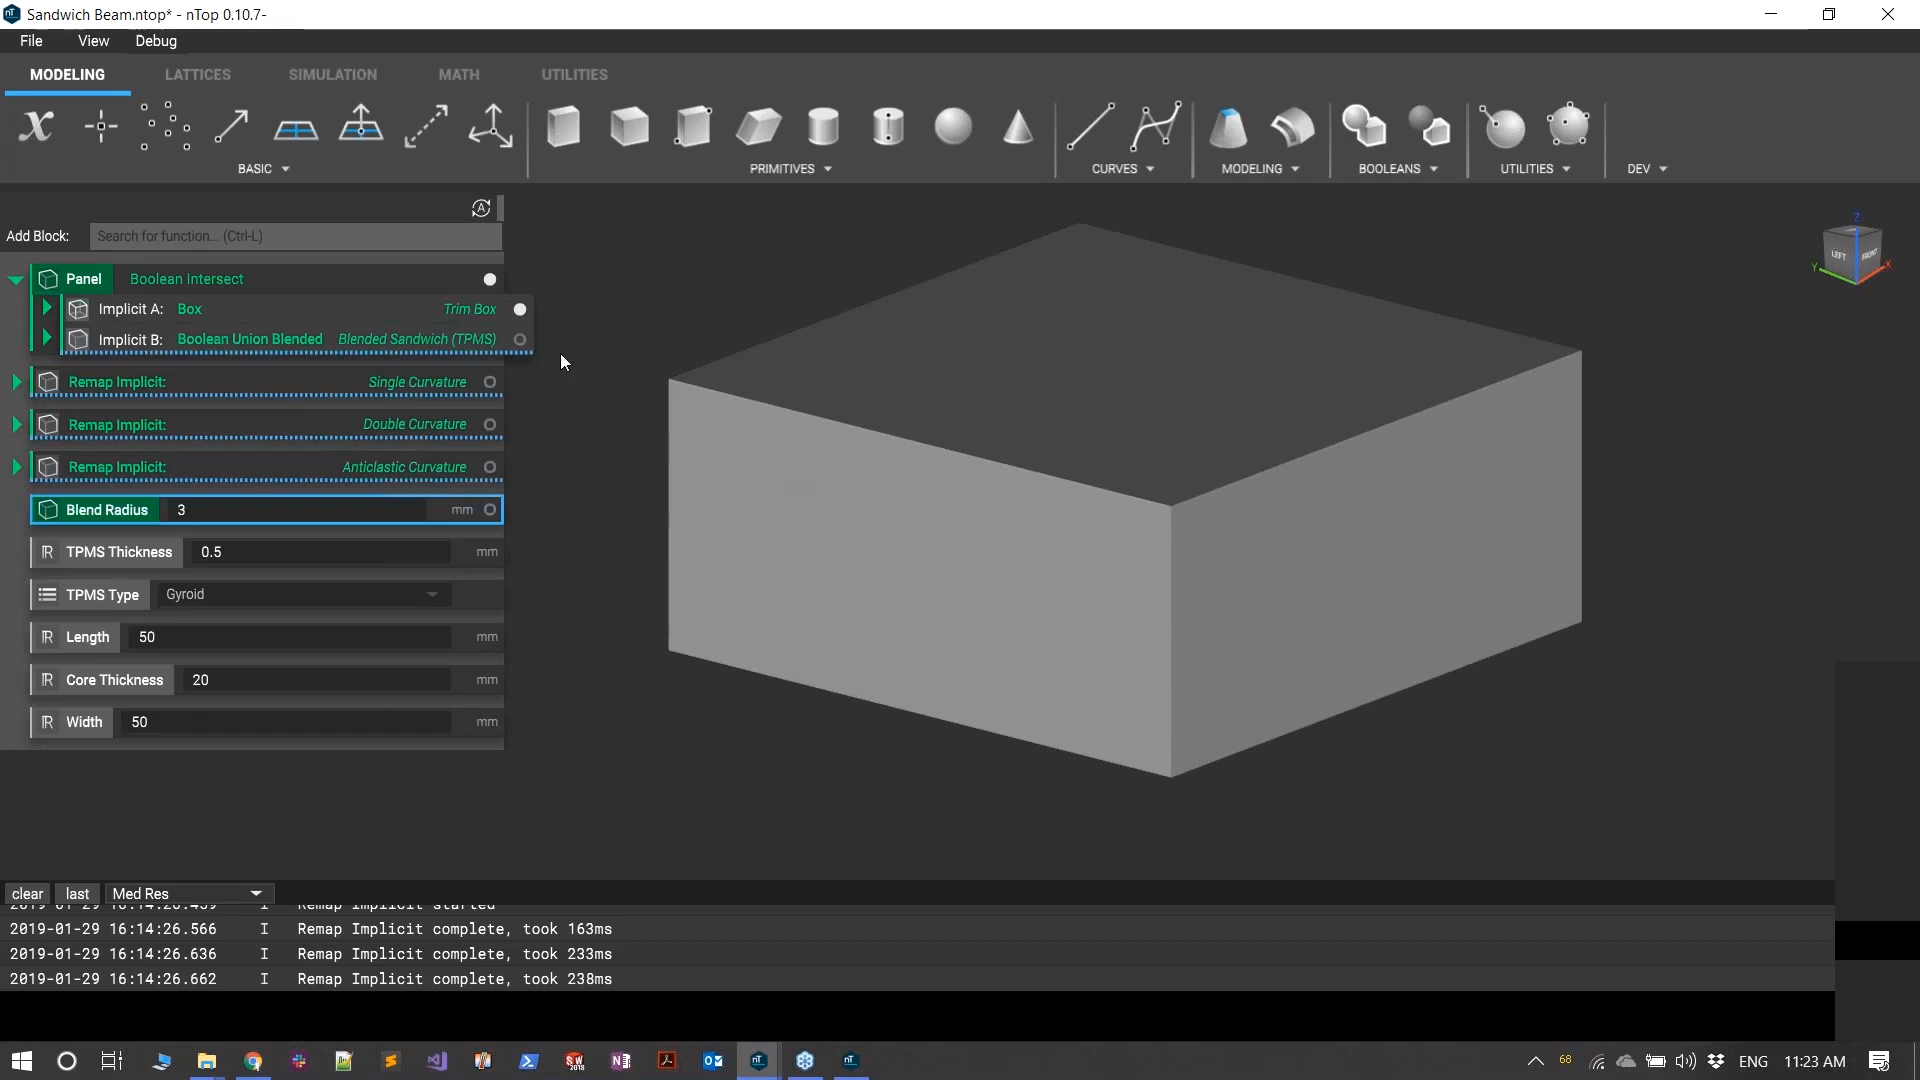 Sandwich Beam.ntop* - nTop 0.10.7-
File View Debug
MODELING LATTICES SIMULATION MATH UTILITIES
BASIC PRIMITIVES CURVES MODELING BOOLEANS UTILITIES DEV
Add Block: Search for function... (Ctrl-L)
Panel Boolean Intersect
Implicit A: Box Trim Box
Implicit B: Boolean Union Blended Blended Sandwich (TPMS)
Remap Implicit: Single Curvature
Remap Implicit: Double Curvature
Remap Implicit: Anticlastic Curvature
Blend Radius 3 mm
TPMS Thickness 0.5 mm
TPMS Type Gyroid
Length 50 mm
Core Thickness 20 mm
Width 50 mm
Z
LEFT FRONT
Y X
clear last Med Res
I Remap Implicit started
2019-01-29 16:14:26.566 I Remap Implicit complete, took 163ms
2019-01-29 16:14:26.636 I Remap Implicit complete, took 233ms
2019-01-29 16:14:26.662 I Remap Implicit complete, took 238ms
68 ENG 11:23 AM